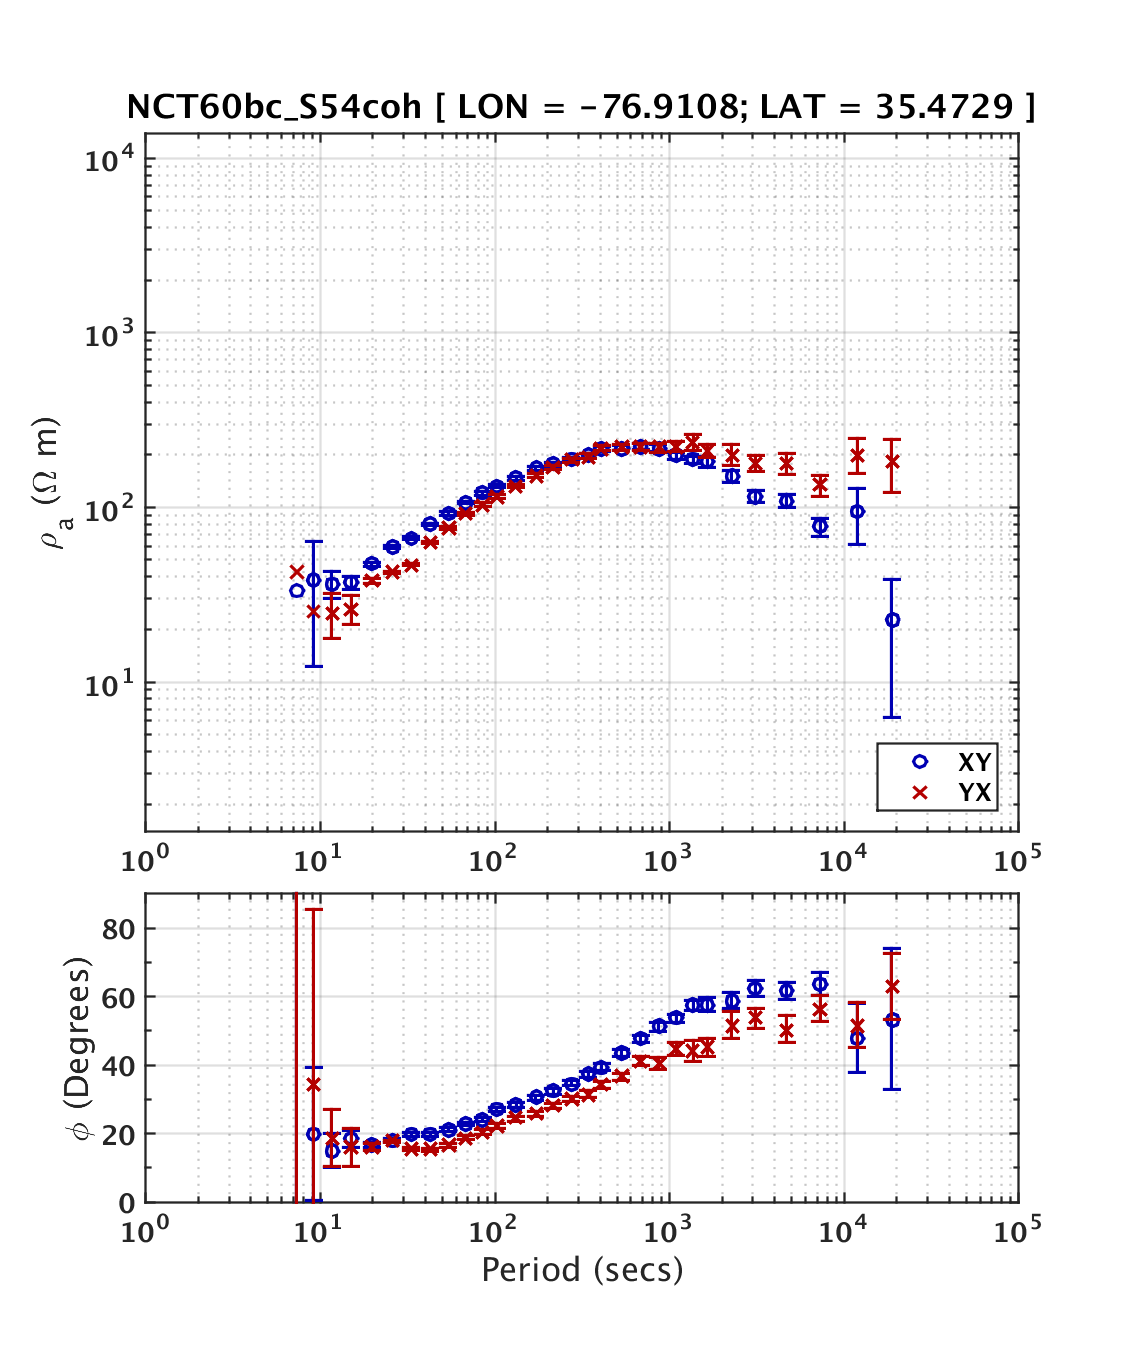 NCT60bc_S54coh [ LON = -76.9108; LAT = 35.4729 ]
10^4
10^3
10^2
10^1
ρ_a (Ω m)
XY
YX
10^0 10^1 10^2 10^3 10^4 10^5
80
60
40
20
0
ϕ (Degrees)
10^0 10^1 10^2 10^3 10^4 10^5
Period (secs)